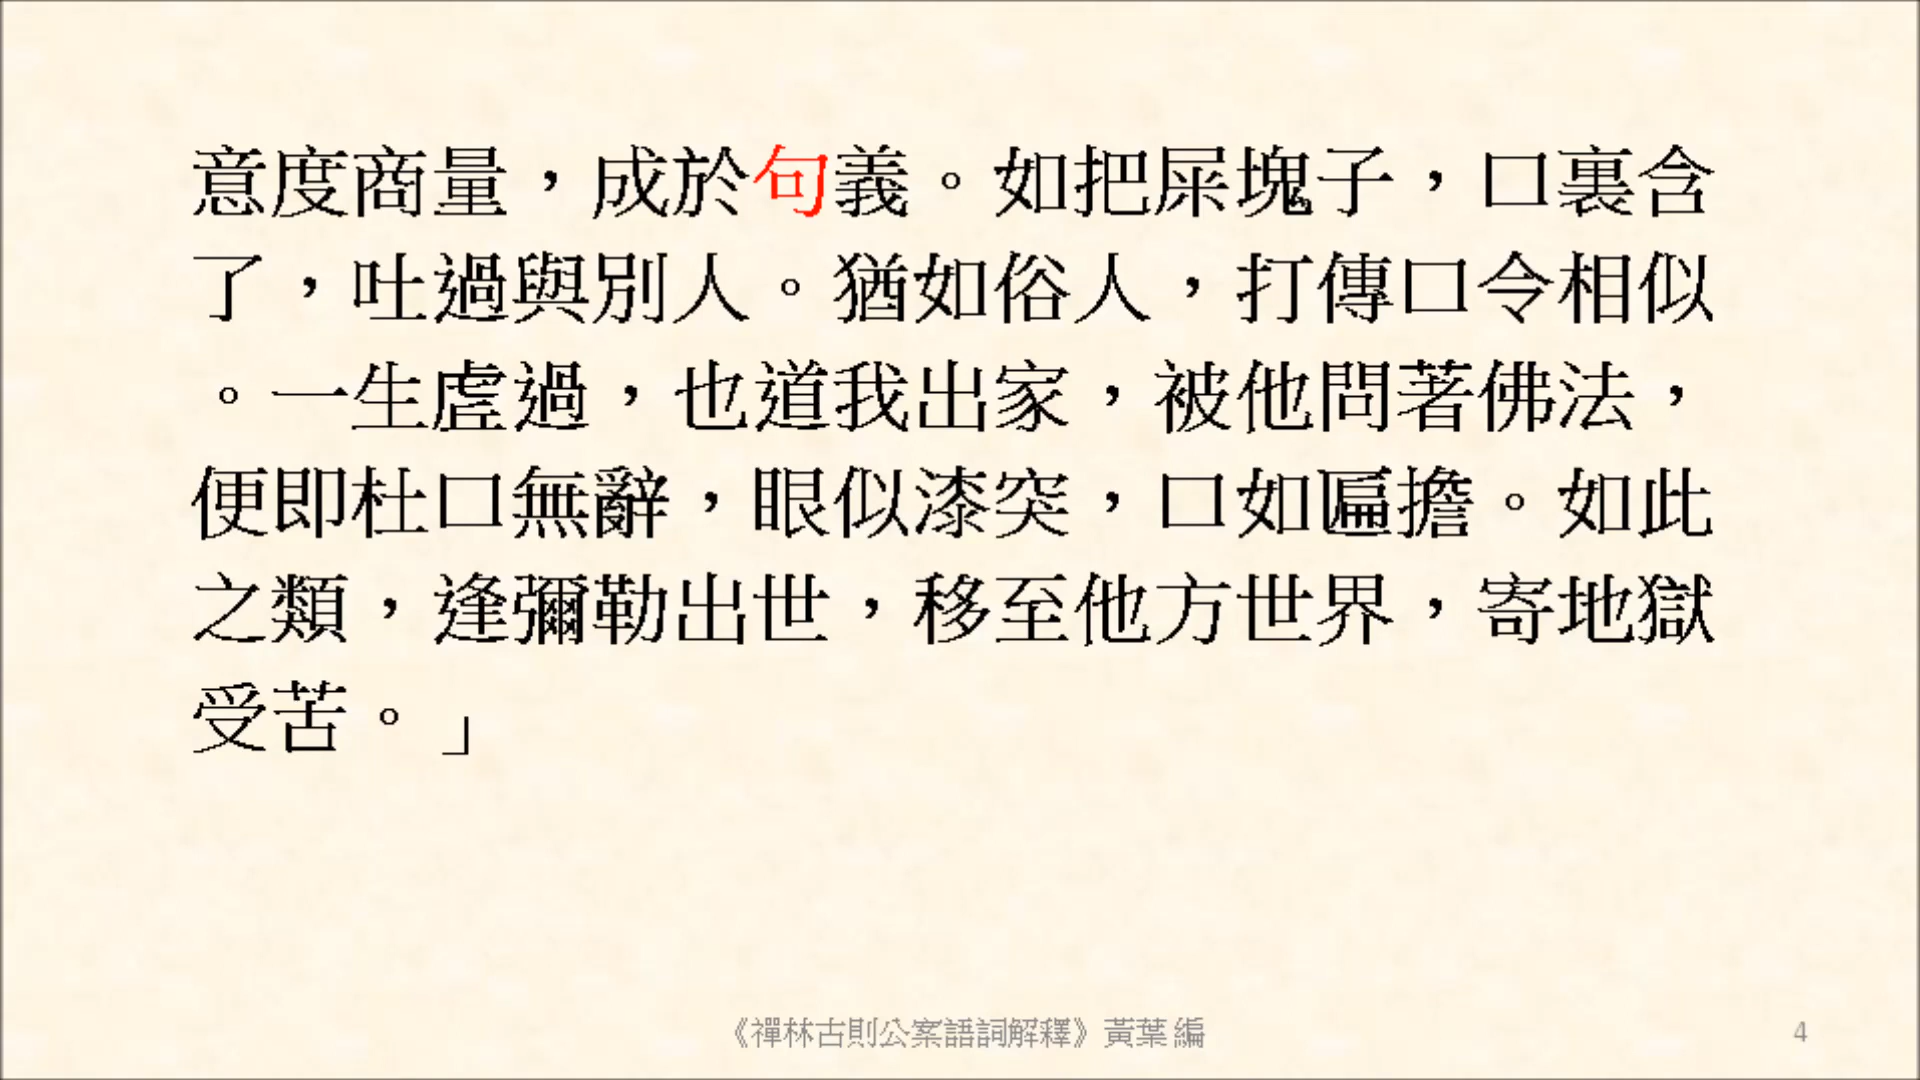 意度商量，成於句義。如把屎塊子，口裏含
了，吐過與別人。猶如俗人，打傳口令相似
。一生虛過，也道我出家，被他問著佛法，
便即杜口無辭，眼似漆突，口如匾擔。如此
之類，逢彌勒出世，移至他方世界，寄地獄
受苦。」
《禪林古則公案語詞解釋》黃葉 編
4